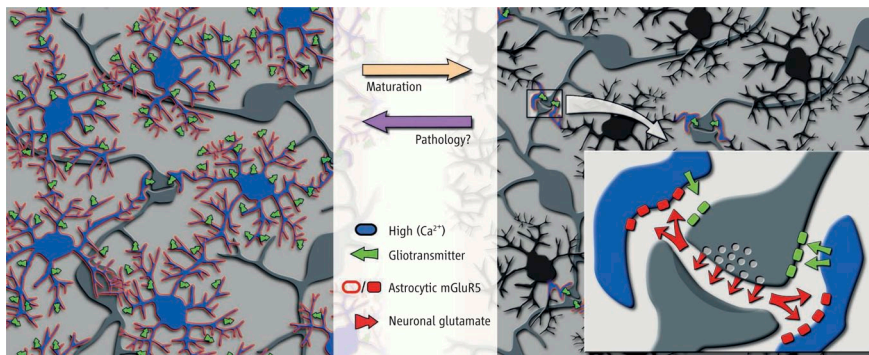 Maturation
Pathology?
High (Ca²⁺)
Gliotransmitter
Astrocytic mGluR5
Neuronal glutamate